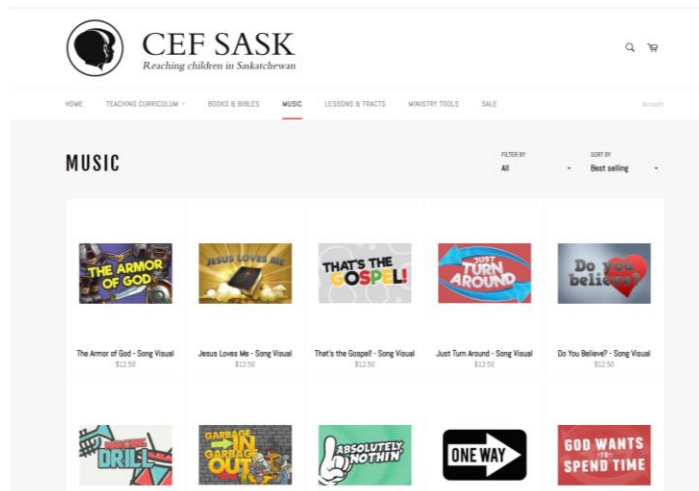 CEF SASK
Reaching children in Saskatchewan
HOME TEACHING CURRICULUM BOOKS & BIBLES MUSIC LESSONS & TRACTS MINISTRY TOOLS SALE Account
MUSIC
FILTER BY SORT BY
All Best selling
THE ARMOR OF GOD
JESUS LOVES ME
THAT'S THE GOSPEL!
JUST TURN AROUND
Do you believe?
The Armor of God - Song Visual
$12.50
Jesus Loves Me - Song Visual
$12.50
That's the Gospel! - Song Visual
$12.50
Just Turn Around - Song Visual
$12.50
Do You Believe? - Song Visual
$12.50
DRILL
GARBAGE IN GARBAGE OUT
ABSOLUTELY NOTHIN'
ONE WAY
GOD WANTS TO SPEND TIME